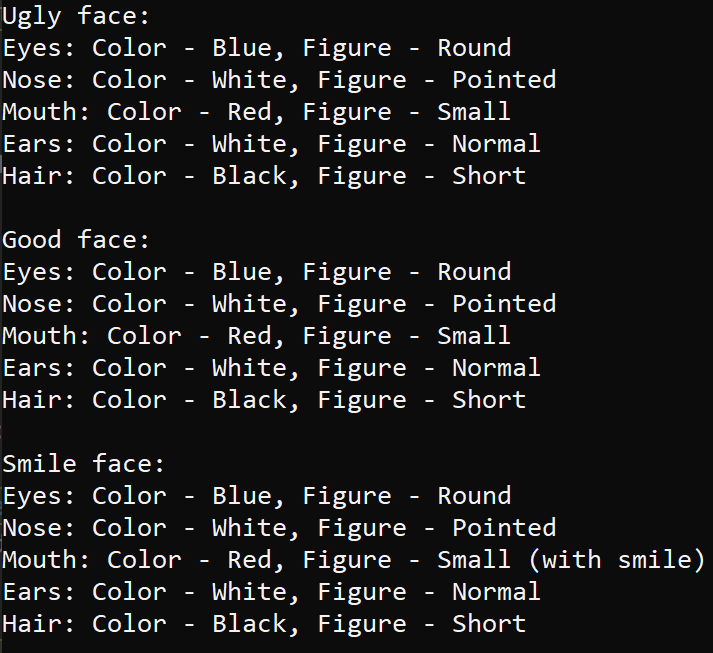 Ugly face:
Eyes: Color - Blue, Figure - Round
Nose: Color - White, Figure - Pointed
Mouth: Color - Red, Figure - Small
Ears: Color - White, Figure - Normal
Hair: Color - Black, Figure - Short

Good face:
Eyes: Color - Blue, Figure - Round
Nose: Color - White, Figure - Pointed
Mouth: Color - Red, Figure - Small
Ears: Color - White, Figure - Normal
Hair: Color - Black, Figure - Short

Smile face:
Eyes: Color - Blue, Figure - Round
Nose: Color - White, Figure - Pointed
Mouth: Color - Red, Figure - Small (with smile)
Ears: Color - White, Figure - Normal
Hair: Color - Black, Figure - Short